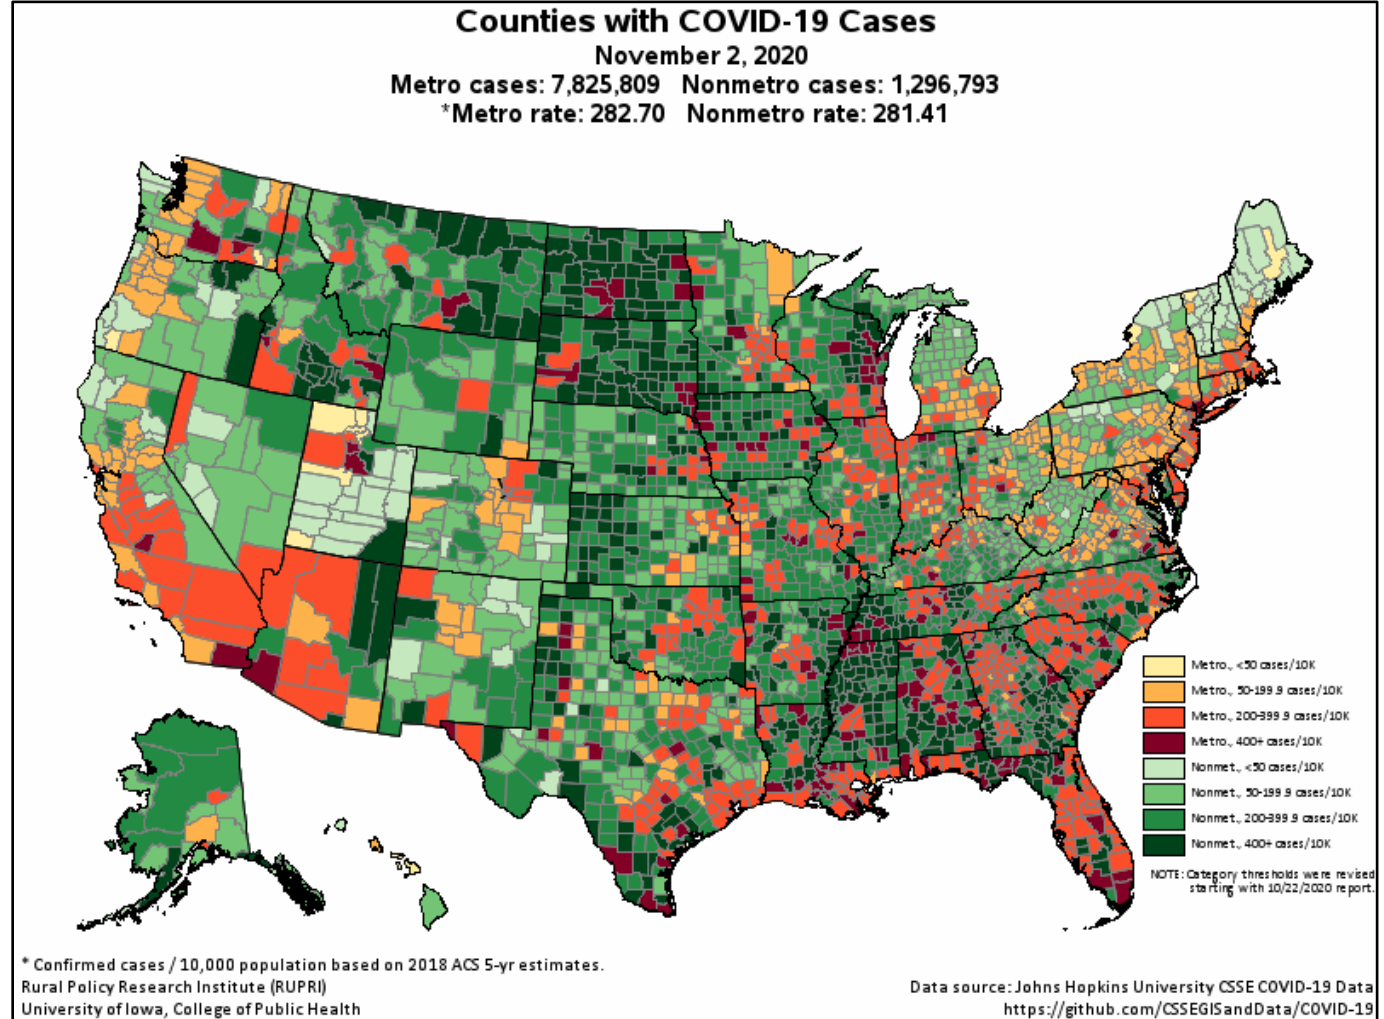 Counties with COVID-19 Cases
November 2, 2020
Metro cases: 7,825,809 Nonmetro cases: 1,296,793
*Metro rate: 282.70 Nonmetro rate: 281.41
Metro., <50 cases/10K
Metro., 50-199.9 cases/10K
Metro., 200-399.9 cases/10K
Metro., 400+ cases/10K
Nonmet., <50 cases/10K
Nonmet., 50-199.9 cases/10K
Nonmet., 200-399.9 cases/10K
Nonmet., 400+ cases/10K
NOTE: Category thresholds were revised
starting with 10/22/2020 report.
* Confirmed cases / 10,000 population based on 2018 ACS 5-yr estimates.
Rural Policy Research Institute (RUPRI)
University of Iowa, College of Public Health
Data source: Johns Hopkins University CSSE COVID-19 Data
https://github.com/CSSEGISandData/COVID-19